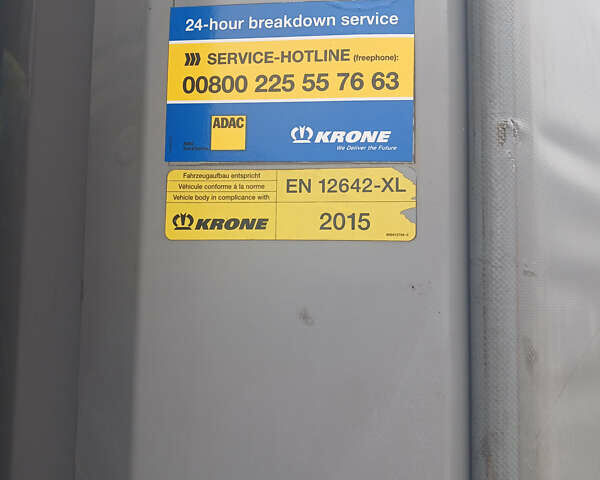 24-hour breakdown service
SERVICE-HOTLINE (freephone):
00800 225 55 76 63
ADAC
KRONE
We Deliver the Future
Fahrzeugaufbau entspricht
Véhicule conforme à la norme
Vehicle body in compliance with
EN 12642-XL
KRONE
2015